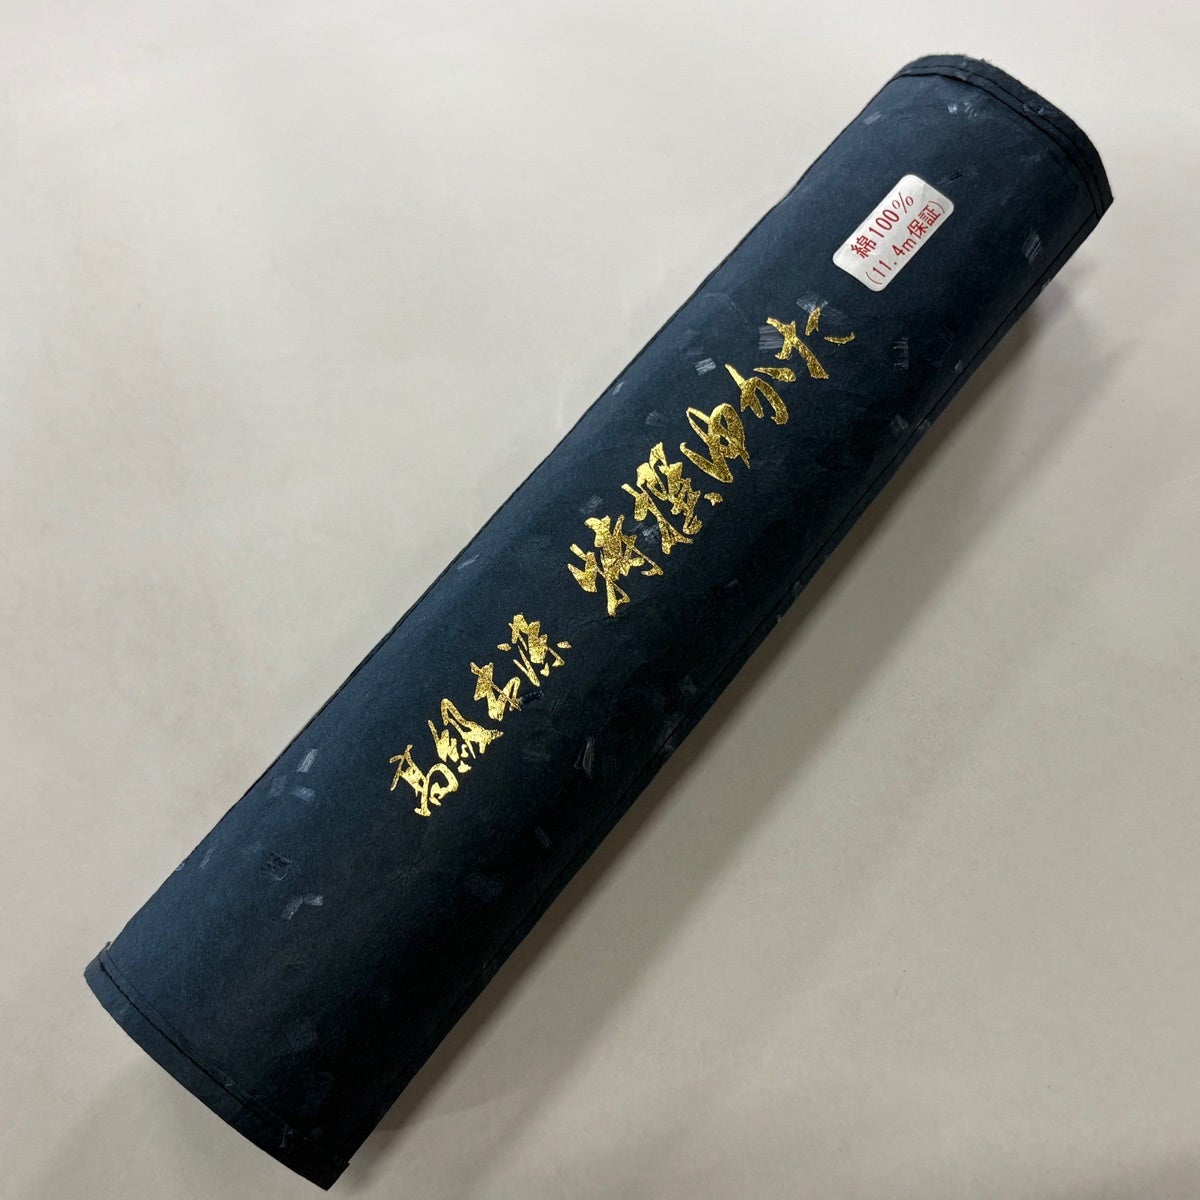 綿100%
(11.4m保証)
高級本染 特撰ゆかた